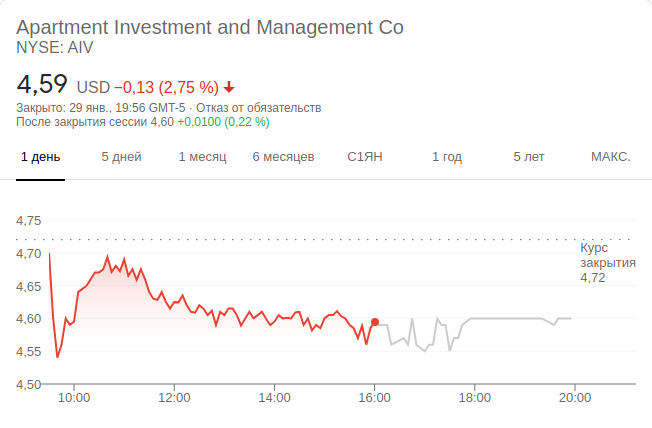 Apartment Investment and Management Co
NYSE: AIV
4,59 USD −0,13 (2,75 %)
Закрыто: 29 янв., 19:56 GMT-5 · Отказ от обязательств
После закрытия сессии 4,60 +0,0100 (0,22 %)
1 день 5 дней 1 месяц 6 месяцев С1ЯН 1 год 5 лет МАКС.
4,75
Курс
закрытия
4,72
4,70
4,65
4,60
4,55
4,50
10:00 12:00 14:00 16:00 18:00 20:00